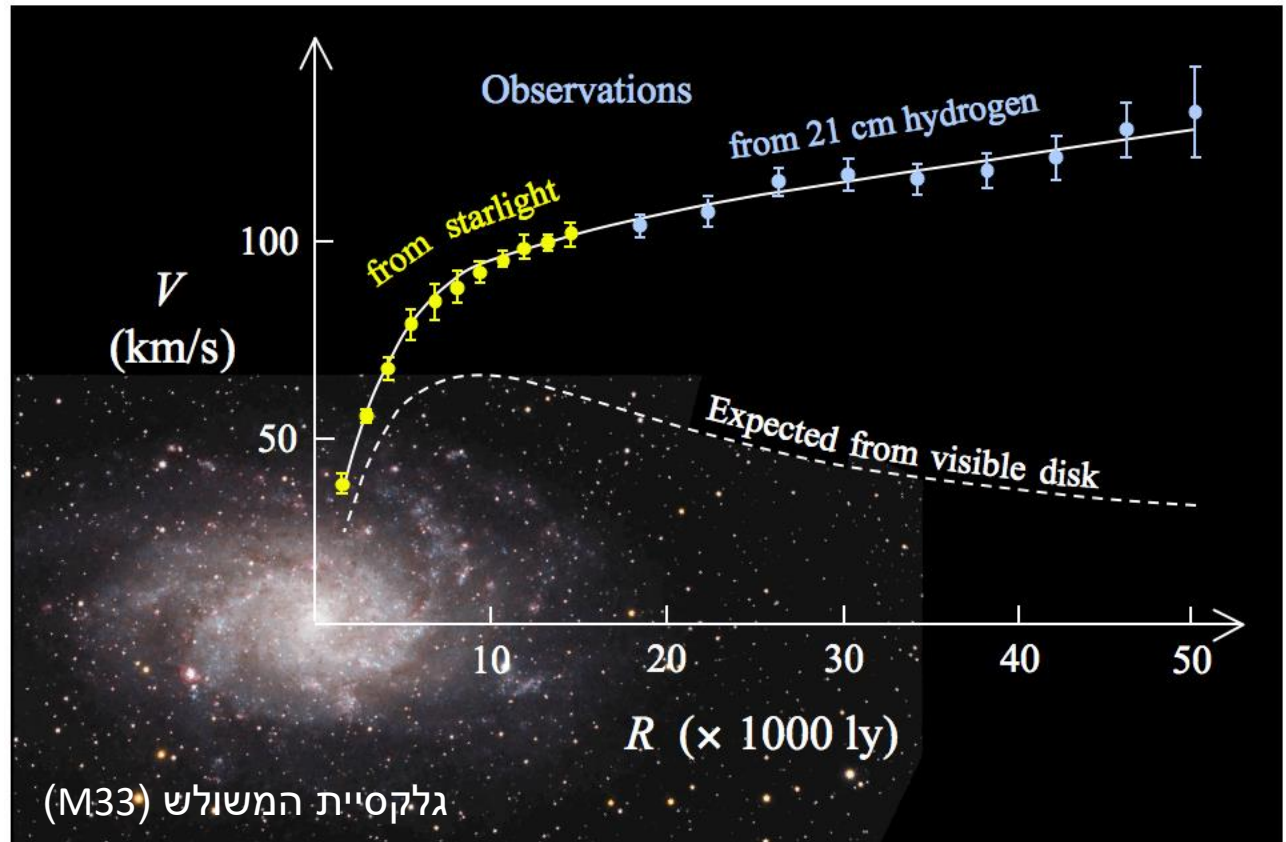 Observations
from 21 cm hydrogen
from starlight
100
V
(km/s)
50
Expected from visible disk
10
20
30
40
50
R (× 1000 ly)
גלקסיית המשולש (M33)